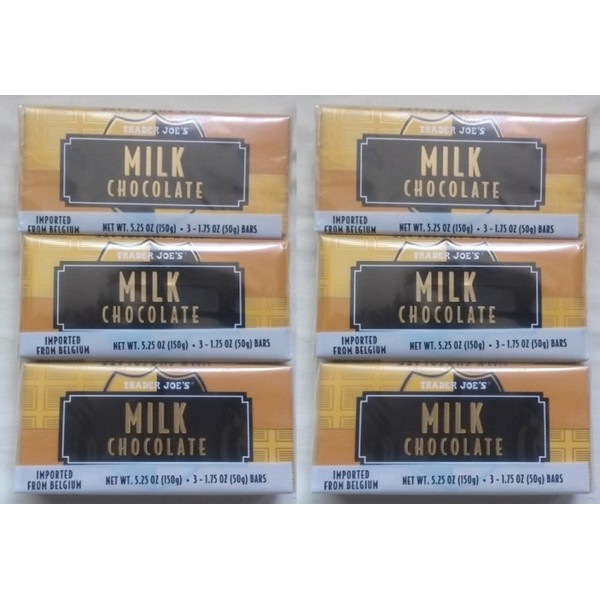 TRADER JOE'S
MILK
CHOCOLATE
IMPORTED
FROM BELGIUM
NET WT. 5.25 OZ (150g) • 3 - 1.75 OZ (50g) BARS
TRADER JOE'S
MILK
CHOCOLATE
IMPORTED
FROM BELGIUM
NET WT. 5.25 OZ (150g) • 3 - 1.75 OZ (50g) BARS
TRADER JOE'S
MILK
CHOCOLATE
IMPORTED
FROM BELGIUM
NET WT. 5.25 OZ (150g) • 3 - 1.75 OZ (50g) BARS
TRADER JOE'S
MILK
CHOCOLATE
IMPORTED
FROM BELGIUM
NET WT. 5.25 OZ (150g) • 3 - 1.75 OZ (50g) BARS
TRADER JOE'S
MILK
CHOCOLATE
IMPORTED
FROM BELGIUM
NET WT. 5.25 OZ (150g) • 3 - 1.75 OZ (50g) BARS
TRADER JOE'S
MILK
CHOCOLATE
IMPORTED
FROM BELGIUM
NET WT. 5.25 OZ (150g) • 3 - 1.75 OZ (50g) BARS